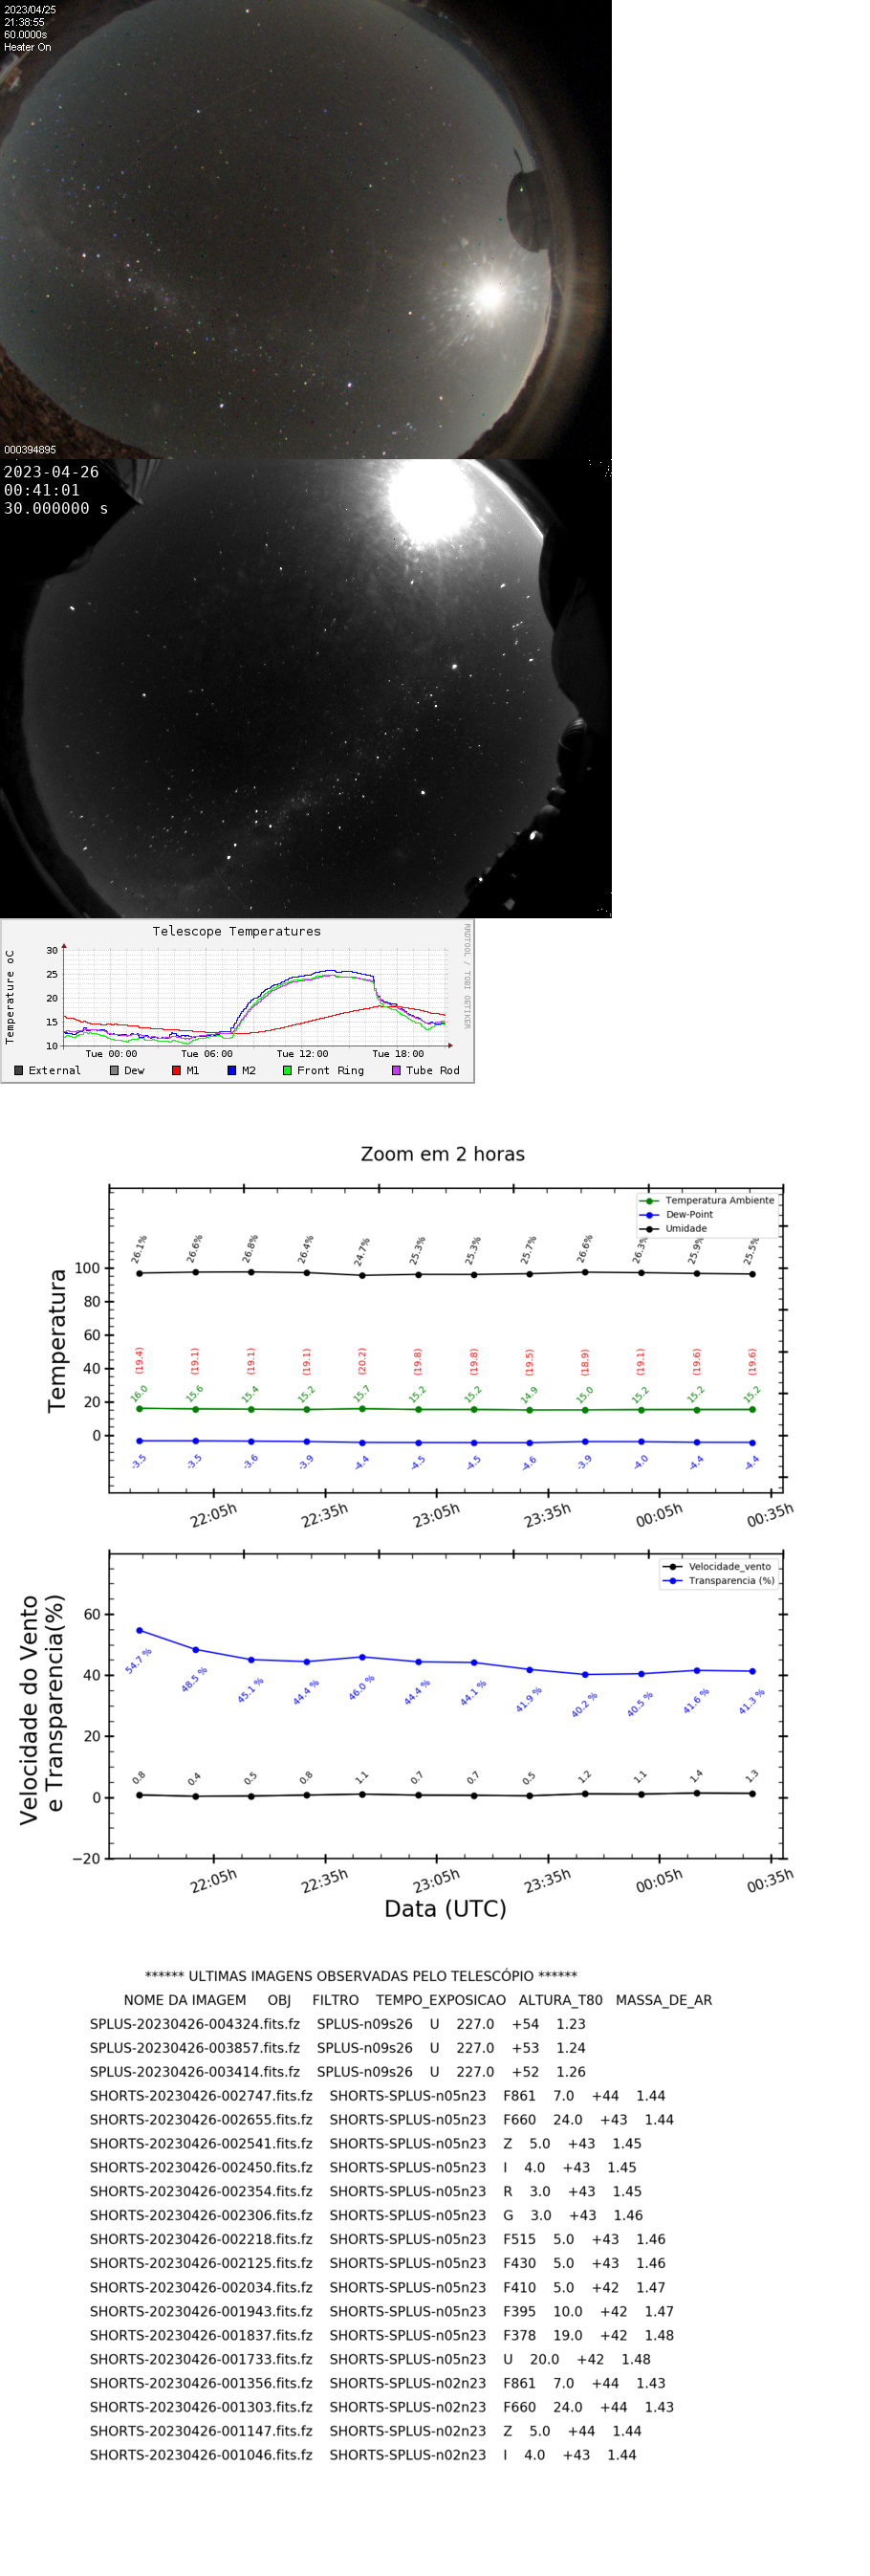 2023/04/25
21:38:55
60.0000s
Heater On
000394895
2023-04-26
00:41:01
30.000000 s
Telescope Temperatures
RRDTOOL / TOBI OETIKER
Temperature oC
30
25
20
15
10
Tue 00:00 Tue 06:00 Tue 12:00 Tue 18:00
External Dew M1 M2 Front Ring Tube Rod
Zoom em 2 horas
Temperatura Ambiente
Dew-Point
Umidade
Temperatura
100
80
60
40
20
0
26.1% 26.6% 26.8% 26.4% 24.7% 25.3% 25.3% 25.7% 26.6% 26.3% 25.9% 25.5%
(19.4) (19.1) (19.1) (19.1) (20.2) (19.8) (19.8) (19.5) (18.9) (19.1) (19.6) (19.6)
16.0 15.6 15.4 15.2 15.7 15.2 15.2 14.9 15.0 15.2 15.2 15.2
-3.5 -3.5 -3.6 -3.9 -4.4 -4.5 -4.5 -4.6 -3.9 -4.0 -4.4 -4.4
22:05h 22:35h 23:05h 23:35h 00:05h 00:35h
Velocidade_vento
Transparencia (%)
Velocidade do Vento
e Transparencia(%)
60
40
20
0
−20
54.7 % 48.5 % 45.1 % 44.4 % 46.0 % 44.4 % 44.1 % 41.9 % 40.2 % 40.5 % 41.6 % 41.3 %
0.8 0.4 0.5 0.8 1.1 0.7 0.7 0.5 1.2 1.1 1.4 1.3
22:05h 22:35h 23:05h 23:35h 00:05h 00:35h
Data (UTC)
****** ULTIMAS IMAGENS OBSERVADAS PELO TELESCÓPIO ******
NOME DA IMAGEM OBJ FILTRO TEMPO_EXPOSICAO ALTURA_T80 MASSA_DE_AR
SPLUS-20230426-004324.fits.fz SPLUS-n09s26 U 227.0 +54 1.23
SPLUS-20230426-003857.fits.fz SPLUS-n09s26 U 227.0 +53 1.24
SPLUS-20230426-003414.fits.fz SPLUS-n09s26 U 227.0 +52 1.26
SHORTS-20230426-002747.fits.fz SHORTS-SPLUS-n05n23 F861 7.0 +44 1.44
SHORTS-20230426-002655.fits.fz SHORTS-SPLUS-n05n23 F660 24.0 +43 1.44
SHORTS-20230426-002541.fits.fz SHORTS-SPLUS-n05n23 Z 5.0 +43 1.45
SHORTS-20230426-002450.fits.fz SHORTS-SPLUS-n05n23 I 4.0 +43 1.45
SHORTS-20230426-002354.fits.fz SHORTS-SPLUS-n05n23 R 3.0 +43 1.45
SHORTS-20230426-002306.fits.fz SHORTS-SPLUS-n05n23 G 3.0 +43 1.46
SHORTS-20230426-002218.fits.fz SHORTS-SPLUS-n05n23 F515 5.0 +43 1.46
SHORTS-20230426-002125.fits.fz SHORTS-SPLUS-n05n23 F430 5.0 +43 1.46
SHORTS-20230426-002034.fits.fz SHORTS-SPLUS-n05n23 F410 5.0 +42 1.47
SHORTS-20230426-001943.fits.fz SHORTS-SPLUS-n05n23 F395 10.0 +42 1.47
SHORTS-20230426-001837.fits.fz SHORTS-SPLUS-n05n23 F378 19.0 +42 1.48
SHORTS-20230426-001733.fits.fz SHORTS-SPLUS-n05n23 U 20.0 +42 1.48
SHORTS-20230426-001356.fits.fz SHORTS-SPLUS-n02n23 F861 7.0 +44 1.43
SHORTS-20230426-001303.fits.fz SHORTS-SPLUS-n02n23 F660 24.0 +44 1.43
SHORTS-20230426-001147.fits.fz SHORTS-SPLUS-n02n23 Z 5.0 +44 1.44
SHORTS-20230426-001046.fits.fz SHORTS-SPLUS-n02n23 I 4.0 +43 1.44